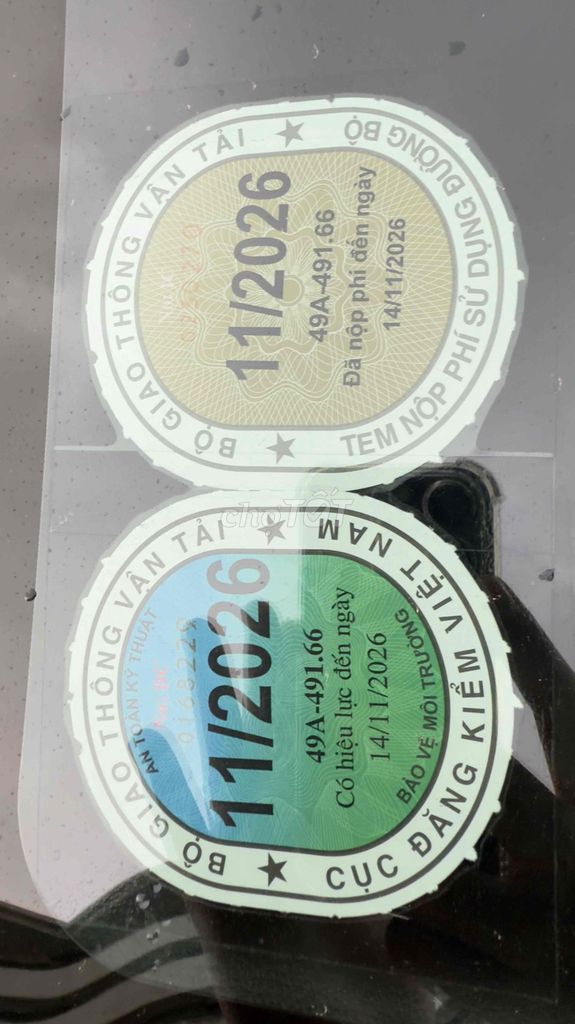 BỘ GIAO THÔNG VẬN TẢI
11/2026
49A-491.66
Đã nộp phí đến ngày
14/11/2026
TEM NỘP PHÍ SỬ DỤNG ĐƯỜNG BỘ
BỘ GIAO THÔNG VẬN TẢI
AN TOÀN KỸ THUẬT
11/2026
49A-491.66
Có hiệu lực đến ngày
14/11/2026
BẢO VỆ MÔI TRƯỜNG
CỤC ĐĂNG KIỂM VIỆT NAM
choTỐT